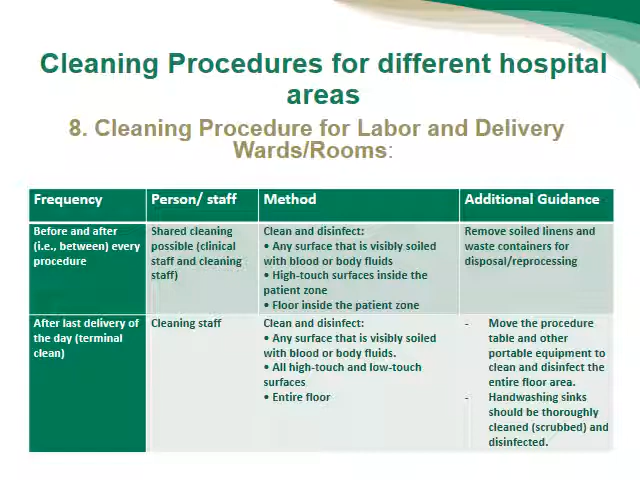 Cleaning Procedures for different hospital
areas
8. Cleaning Procedure for Labor and Delivery
Wards/Rooms:
Frequency
Person/ staff
Method
Additional Guidance
Before and after
(i.e., between) every
procedure
Shared cleaning
possible (clinical
staff and cleaning
staff)
Clean and disinfect:
• Any surface that is visibly soiled
with blood or body fluids
• High-touch surfaces inside the
patient zone
• Floor inside the patient zone
Remove soiled linens and
waste containers for
disposal/reprocessing
After last delivery of
the day (terminal
clean)
Cleaning staff
Clean and disinfect:
• Any surface that is visibly soiled
with blood or body fluids.
• All high-touch and low-touch
surfaces
• Entire floor
- Move the procedure
table and other
portable equipment to
clean and disinfect the
entire floor area.
- Handwashing sinks
should be thoroughly
cleaned (scrubbed) and
disinfected.